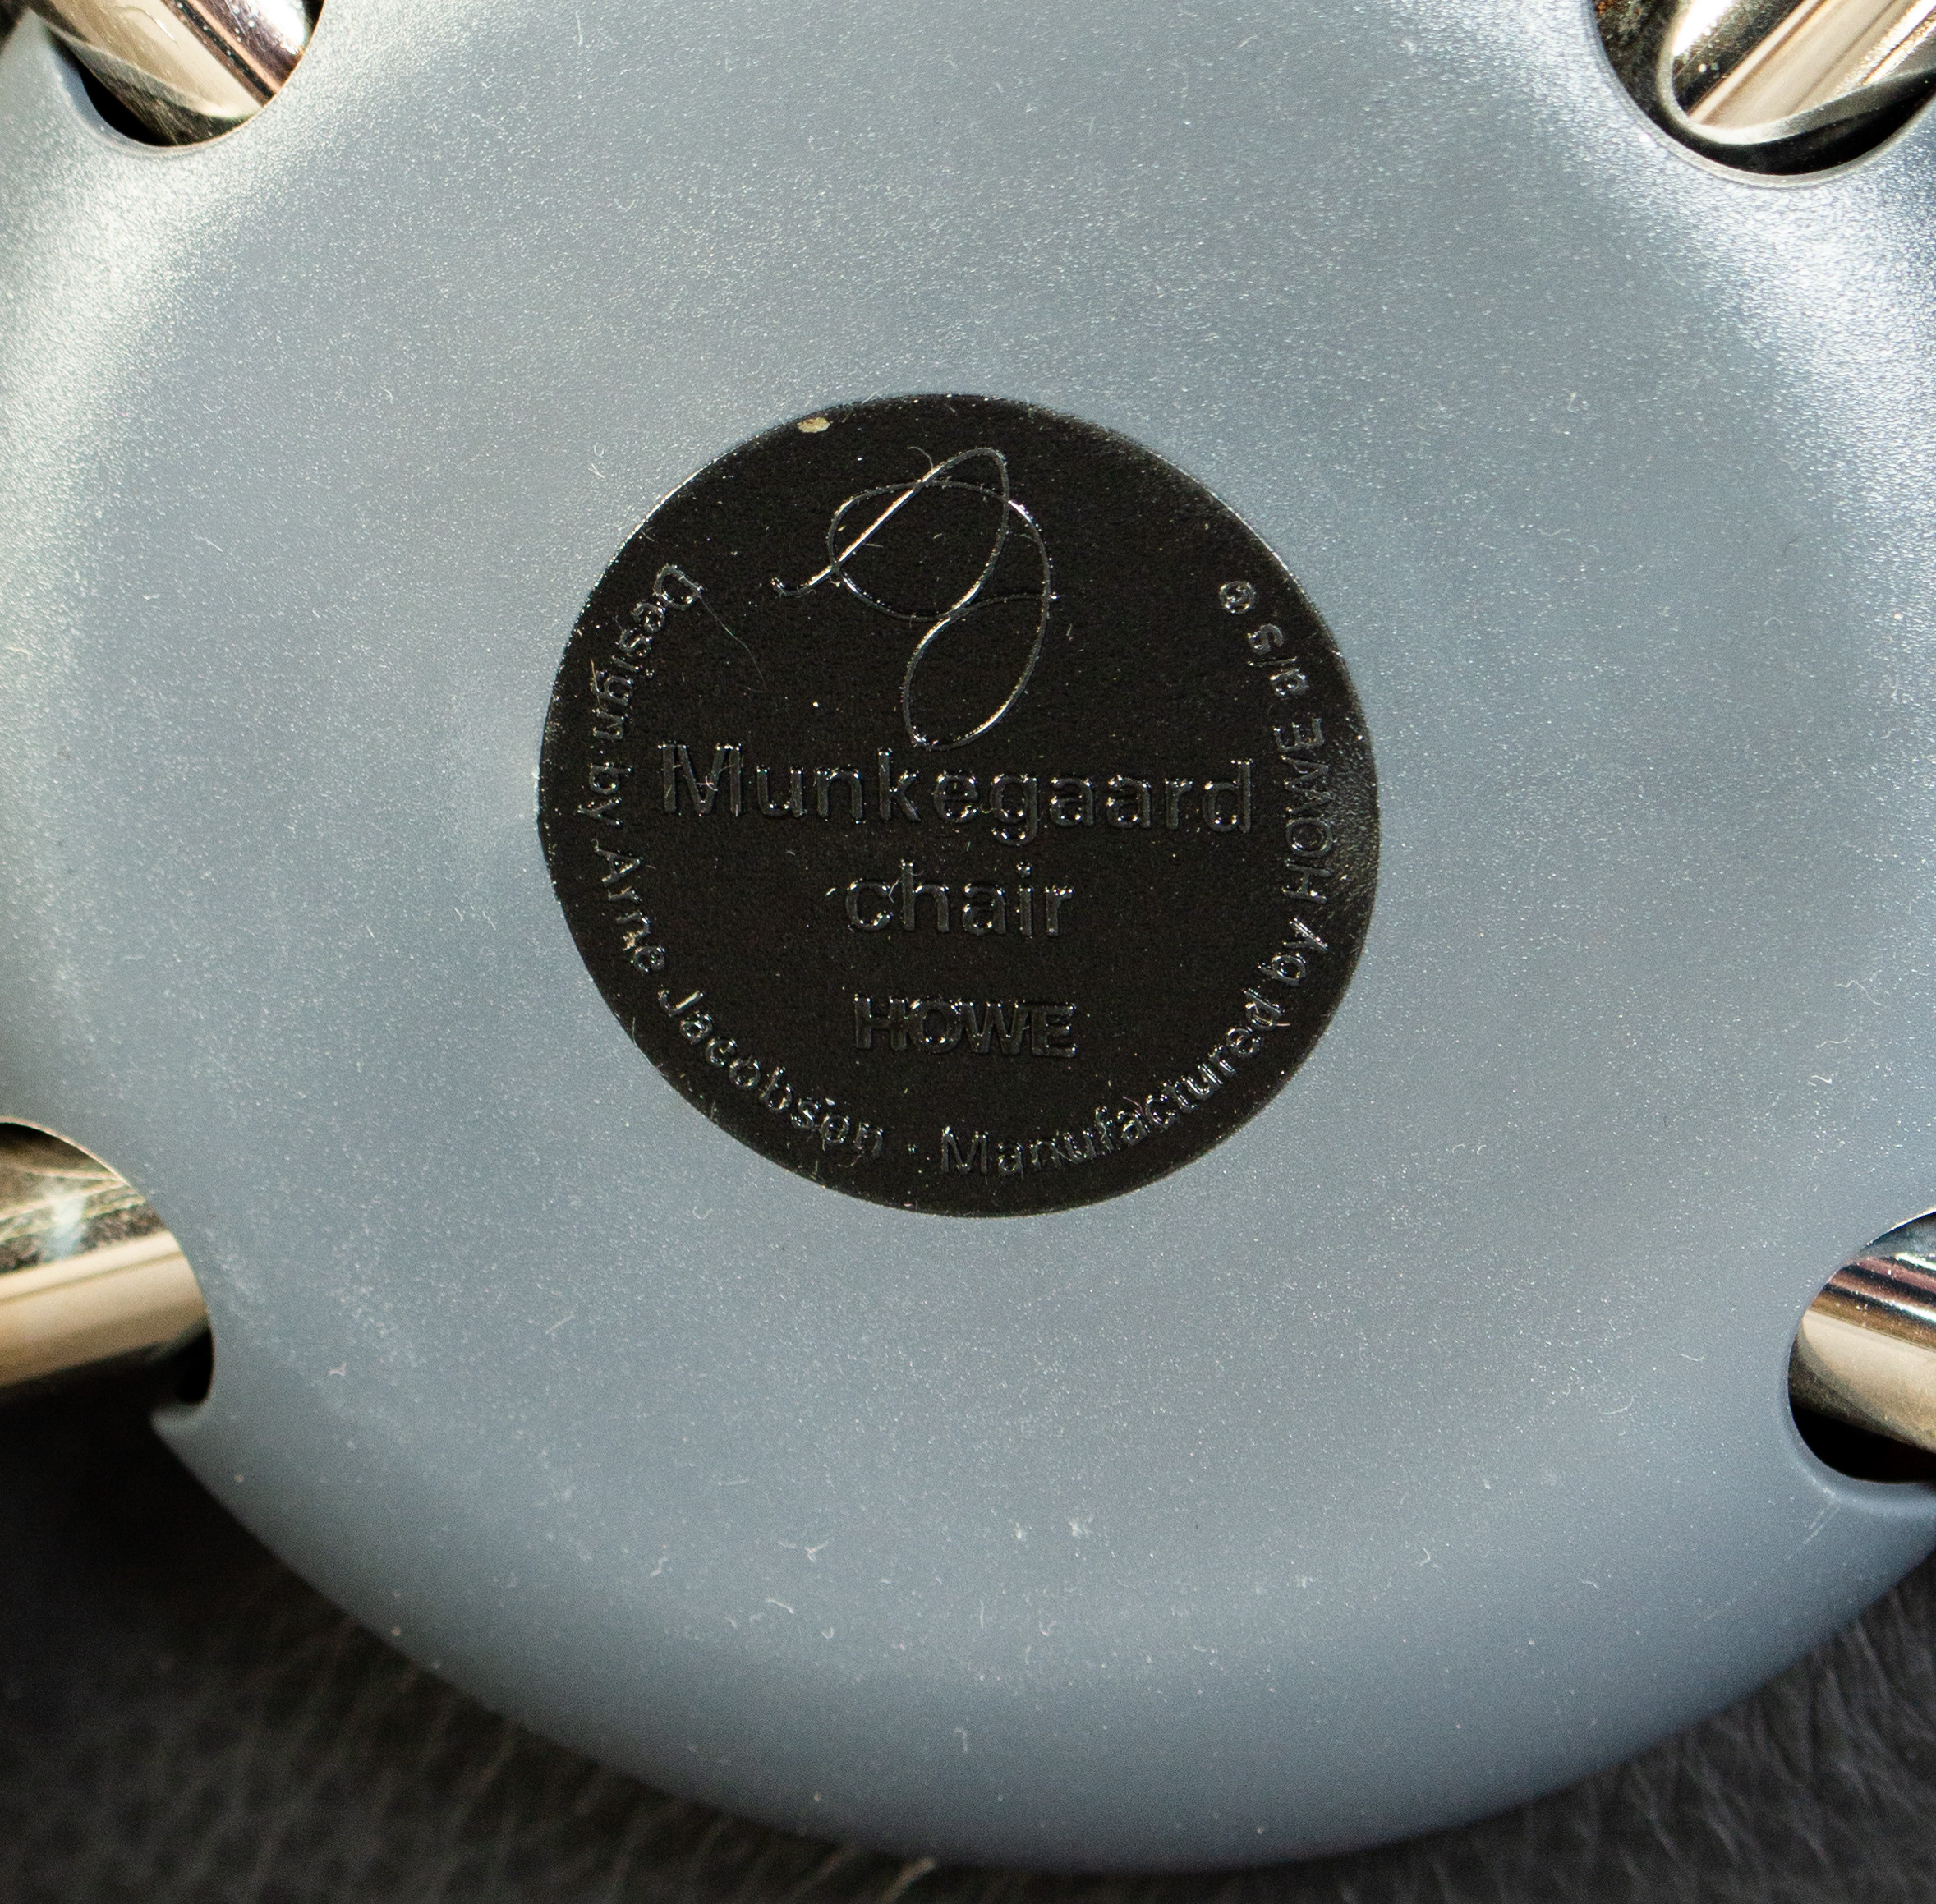 Munkegaard
chair
HOWE
Design by Arne Jacobsen · Manufactured by HOWE a/s ®